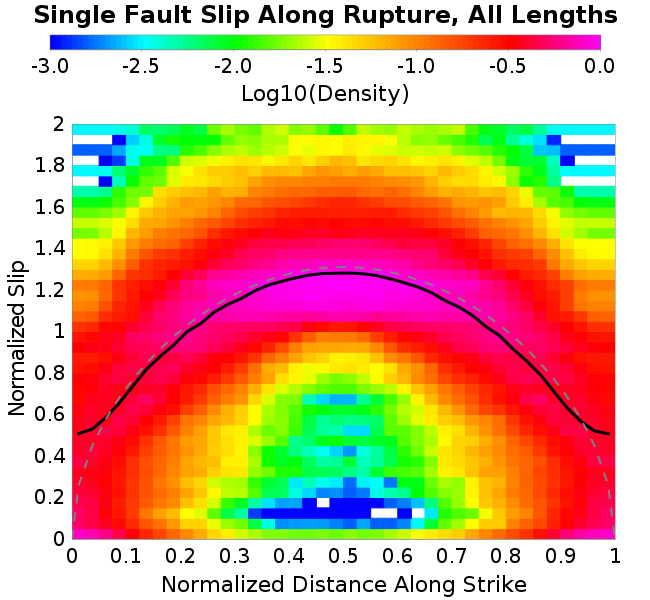 Single Fault Slip Along Rupture, All Lengths
-3.0 -2.5 -2.0 -1.5 -1.0 -0.5 0.0
Log10(Density)
2
1.8
1.6
1.4
1.2
1
0.8
0.6
0.4
0.2
0
Normalized Slip
0 0.1 0.2 0.3 0.4 0.5 0.6 0.7 0.8 0.9 1
Normalized Distance Along Strike